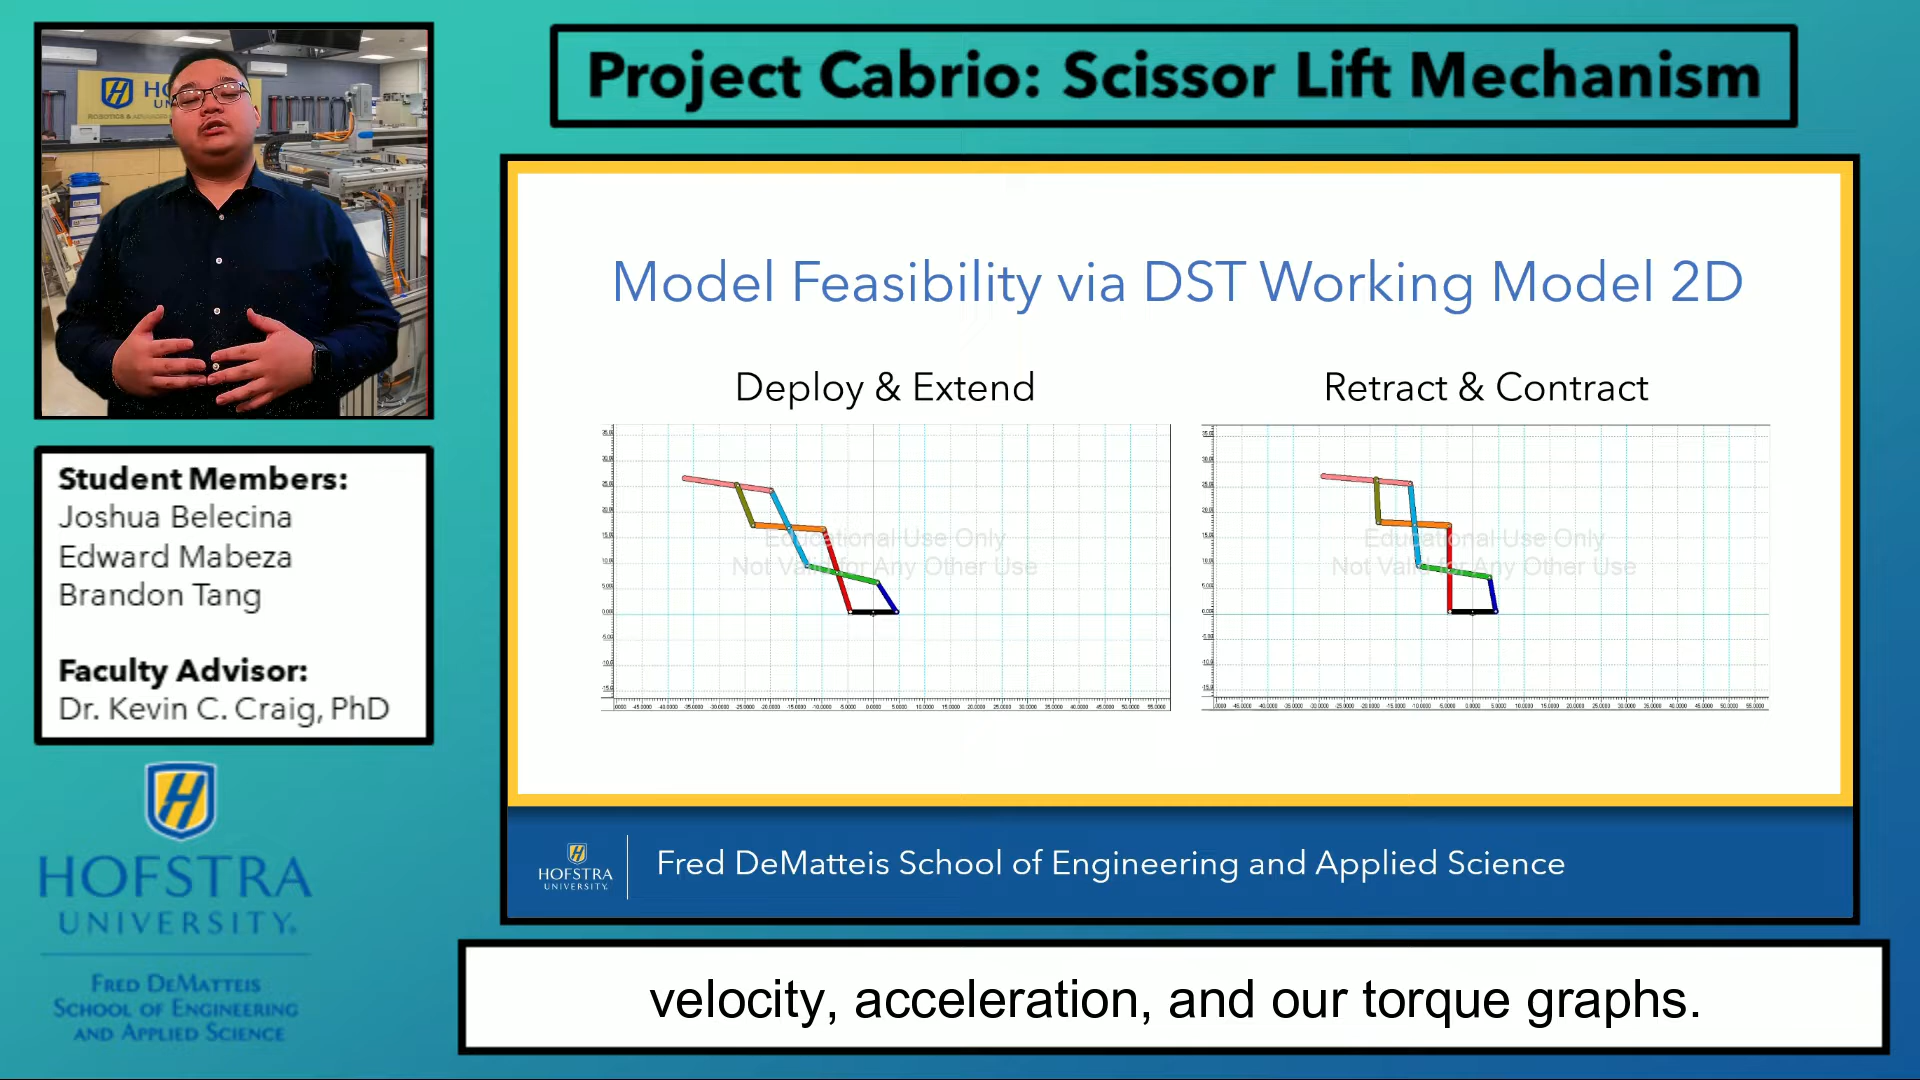 Project Cabrio: Scissor Lift Mechanism
Model Feasibility via DST Working Model 2D
Deploy & Extend
Retract & Contract
Educational Use Only
Not Valid for Any Other Use
Educational Use Only
Not Valid for Any Other Use
Student Members:
Joshua Belecina
Edward Mabeza
Brandon Tang
Faculty Advisor:
Dr. Kevin C. Craig, PhD
HOFSTRA
UNIVERSITY
FRED DEMATTEIS
SCHOOL OF ENGINEERING
AND APPLIED SCIENCE
HOFSTRA
UNIVERSITY
Fred DeMatteis School of Engineering and Applied Science
velocity, acceleration, and our torque graphs.